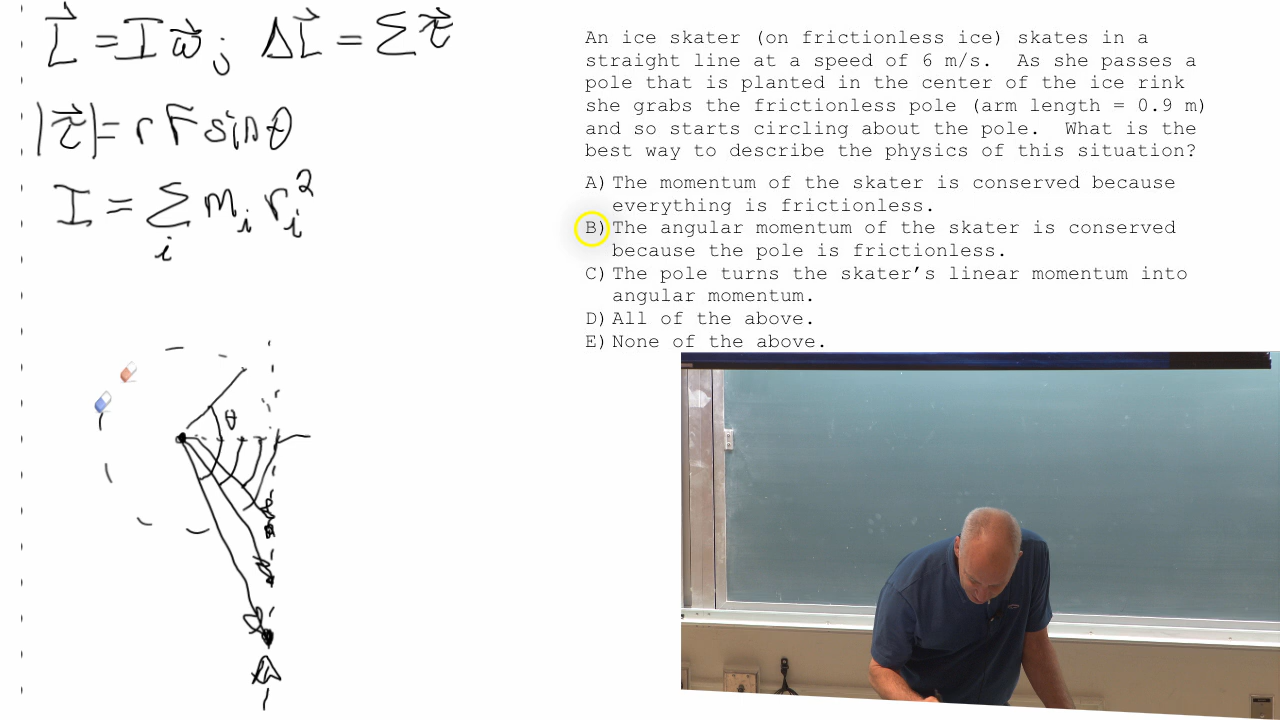 L⃗ = I ω⃗ ; ΔL⃗ = Σ τ⃗
|τ⃗| = r F sin θ
I = Σ_i m_i r_i^2
θ
An ice skater (on frictionless ice) skates in a
straight line at a speed of 6 m/s. As she passes a
pole that is planted in the center of the ice rink
she grabs the frictionless pole (arm length = 0.9 m)
and so starts circling about the pole. What is the
best way to describe the physics of this situation?
A) The momentum of the skater is conserved because
everything is frictionless.
B) The angular momentum of the skater is conserved
because the pole is frictionless.
C) The pole turns the skater’s linear momentum into
angular momentum.
D) All of the above.
E) None of the above.